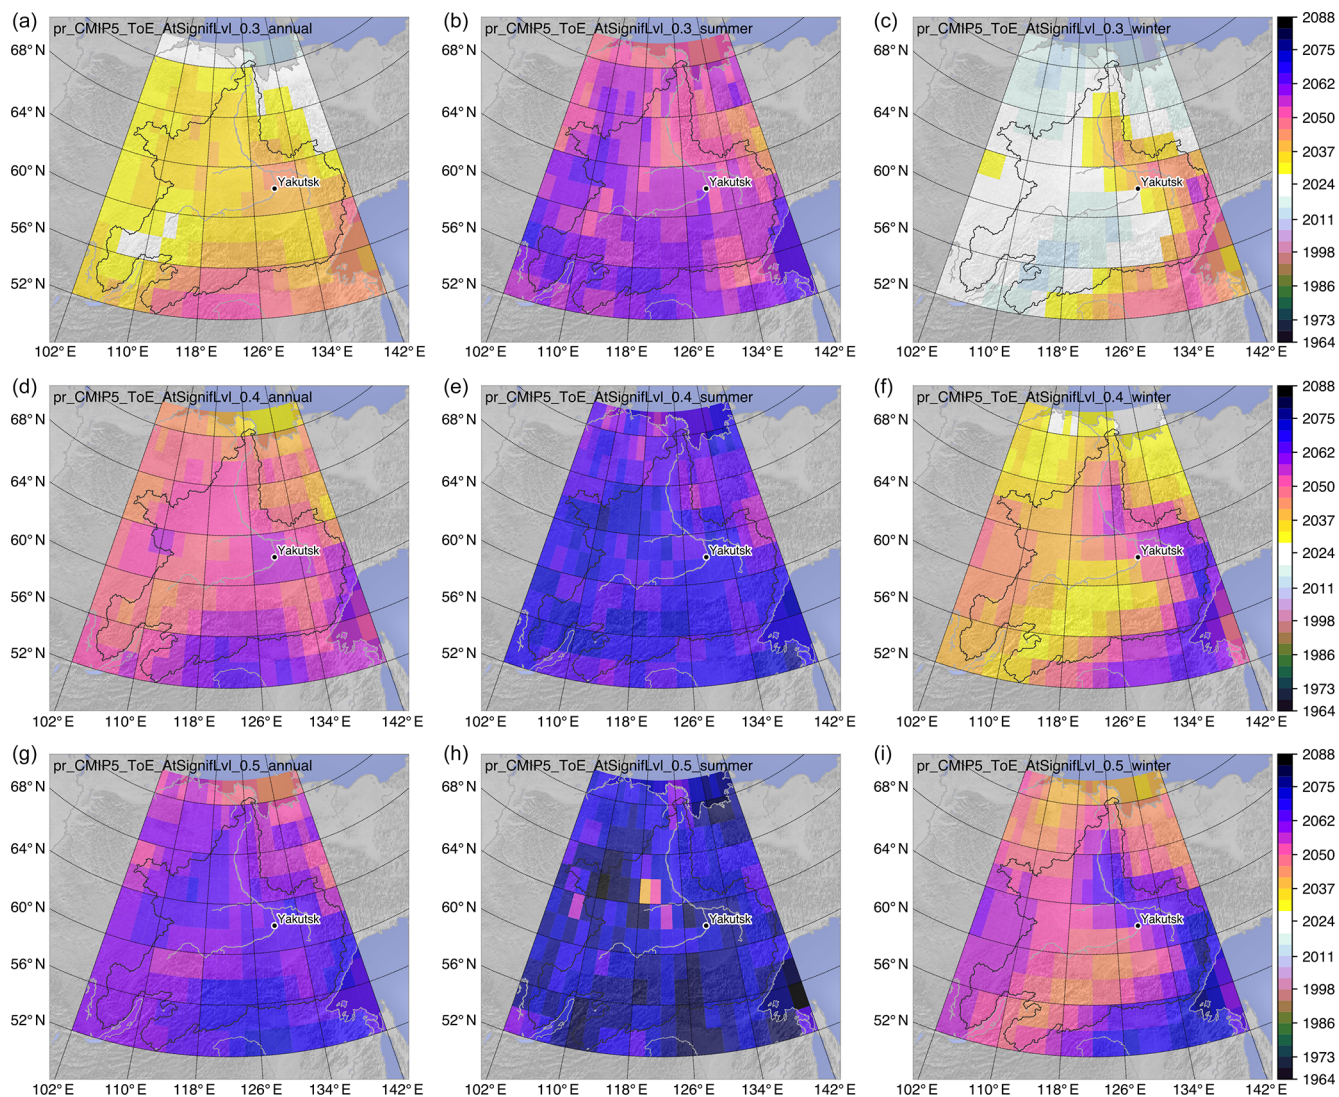 (a) pr_CMIP5_ToE_AtSignifLvl_0.3_annual
68° N
64° N
60° N
56° N
52° N
Yakutsk
102° E 110° E 118° E 126° E 134° E 142° E
(b) pr_CMIP5_ToE_AtSignifLvl_0.3_summer
68° N
64° N
60° N
56° N
52° N
Yakutsk
102° E 110° E 118° E 126° E 134° E 142° E
(c) pr_CMIP5_ToE_AtSignifLvl_0.3_winter
68° N
64° N
60° N
56° N
52° N
Yakutsk
102° E 110° E 118° E 126° E 134° E 142° E
2088
2075
2062
2050
2037
2024
2011
1998
1986
1973
1964
(d) pr_CMIP5_ToE_AtSignifLvl_0.4_annual
68° N
64° N
60° N
56° N
52° N
Yakutsk
102° E 110° E 118° E 126° E 134° E 142° E
(e) pr_CMIP5_ToE_AtSignifLvl_0.4_summer
68° N
64° N
60° N
56° N
52° N
Yakutsk
102° E 110° E 118° E 126° E 134° E 142° E
(f) pr_CMIP5_ToE_AtSignifLvl_0.4_winter
68° N
64° N
60° N
56° N
52° N
Yakutsk
102° E 110° E 118° E 126° E 134° E 142° E
2088
2075
2062
2050
2037
2024
2011
1998
1986
1973
1964
(g) pr_CMIP5_ToE_AtSignifLvl_0.5_annual
68° N
64° N
60° N
56° N
52° N
Yakutsk
102° E 110° E 118° E 126° E 134° E 142° E
(h) pr_CMIP5_ToE_AtSignifLvl_0.5_summer
68° N
64° N
60° N
56° N
52° N
Yakutsk
102° E 110° E 118° E 126° E 134° E 142° E
(i) pr_CMIP5_ToE_AtSignifLvl_0.5_winter
68° N
64° N
60° N
56° N
52° N
Yakutsk
102° E 110° E 118° E 126° E 134° E 142° E
2088
2075
2062
2050
2037
2024
2011
1998
1986
1973
1964